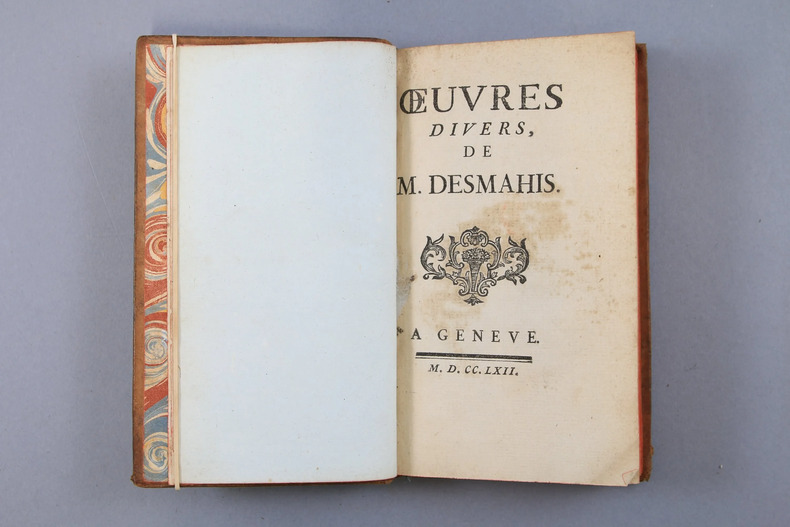 ŒUVRES
DIVERS,
DE
M. DESMAHIS.
A GENEVE.
M. D. CC. LXII.